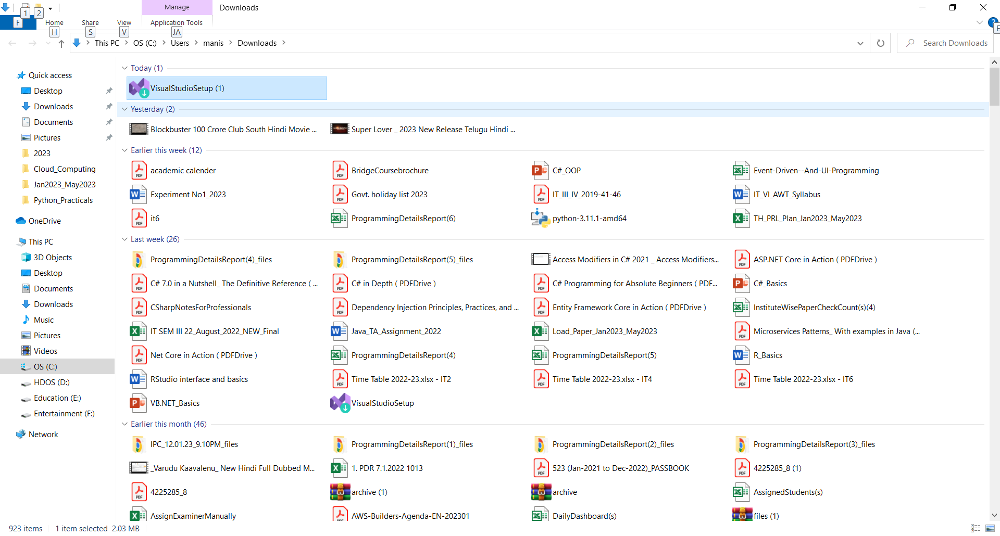 1
2
Manage
Downloads
F
Home
Share
View
Application Tools
?
H
S
V
JA
E
This PC
OS (C:)
Users
manis
Downloads
Search Downloads
Quick access
Desktop
Downloads
Documents
Pictures
2023
Cloud_Computing
Jan2023_May2023
Python_Practicals
OneDrive
This PC
3D Objects
Desktop
Documents
Downloads
Music
Pictures
Videos
OS (C:)
HDOS (D:)
Education (E:)
Entertainment (F:)
Network
Today (1)
VisualStudioSetup (1)
Yesterday (2)
Blockbuster 100 Crore Club South Hindi Movie ...
Super Lover _ 2023 New Release Telugu Hindi ...
Earlier this week (12)
academic calender
BridgeCoursebrochure
C#_OOP
Event-Driven--And-UI-Programming
Experiment No1_2023
Govt. holiday list 2023
IT_III_IV_2019-41-46
IT_VI_AWT_Syllabus
it6
ProgrammingDetailsReport(6)
python-3.11.1-amd64
TH_PRL_Plan_Jan2023_May2023
Last week (26)
ProgrammingDetailsReport(4)_files
ProgrammingDetailsReport(5)_files
Access Modifiers in C# 2021 _ Access Modifiers...
ASP.NET Core in Action ( PDFDrive )
C# 7.0 in a Nutshell_ The Definitive Reference ( ...
C# in Depth ( PDFDrive )
C# Programming for Absolute Beginners ( PDF...
C#_Basics
CSharpNotesForProfessionals
Dependency Injection Principles, Practices, and ...
Entity Framework Core in Action ( PDFDrive )
InstituteWisePaperCheckCount(s)(4)
IT SEM III 22_August_2022_NEW_Final
Java_TA_Assignment_2022
Load_Paper_Jan2023_May2023
Microservices Patterns_ With examples in Java (...
Net Core in Action ( PDFDrive )
ProgrammingDetailsReport(4)
ProgrammingDetailsReport(5)
R_Basics
RStudio interface and basics
Time Table 2022-23.xlsx - IT2
Time Table 2022-23.xlsx - IT4
Time Table 2022-23.xlsx - IT6
VB.NET_Basics
VisualStudioSetup
Earlier this month (46)
IPC_12.01.23_9.10PM_files
ProgrammingDetailsReport(1)_files
ProgrammingDetailsReport(2)_files
ProgrammingDetailsReport(3)_files
_Varudu Kaavalenu_ New Hindi Full Dubbed M...
1. PDR 7.1.2022 1013
523 (Jan-2021 to Dec-2022)_PASSBOOK
4225285_8 (1)
4225285_8
archive (1)
archive
AssignedStudents(s)
AssignExaminerManually
AWS-Builders-Agenda-EN-202301
DailyDashboard(s)
files (1)
923 items
1 item selected 2.03 MB